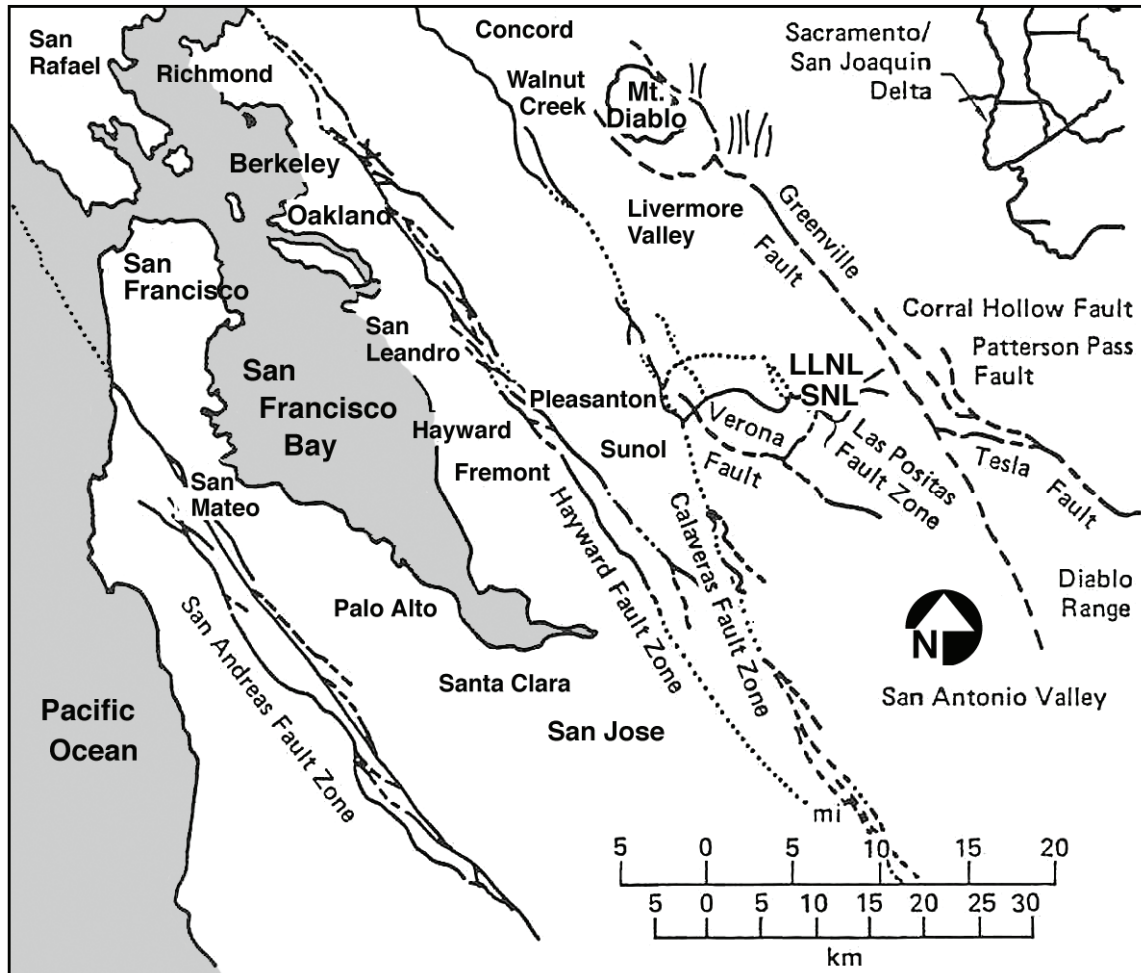 San
Rafael
Richmond
Concord
Walnut
Creek
Mt.
Diablo
Sacramento/
San Joaquin
Delta
Berkeley
Oakland
Livermore
Valley
Greenville
Fault
San
Francisco
San
Leandro
Corral Hollow Fault
Patterson Pass
Fault
LLNL
SNL
San
Francisco
Bay
Pleasanton
Hayward
Sunol
Fremont
Verona
Fault
Las Positas
Fault Zone
Tesla
Fault
San
Mateo
Hayward Fault Zone
Calaveras Fault Zone
Diablo
Range
Palo Alto
San Andreas Fault Zone
N
Santa Clara
San Antonio Valley
Pacific
Ocean
San Jose
mi
5 0 5 10 15 20
5 0 5 10 15 20 25 30
km